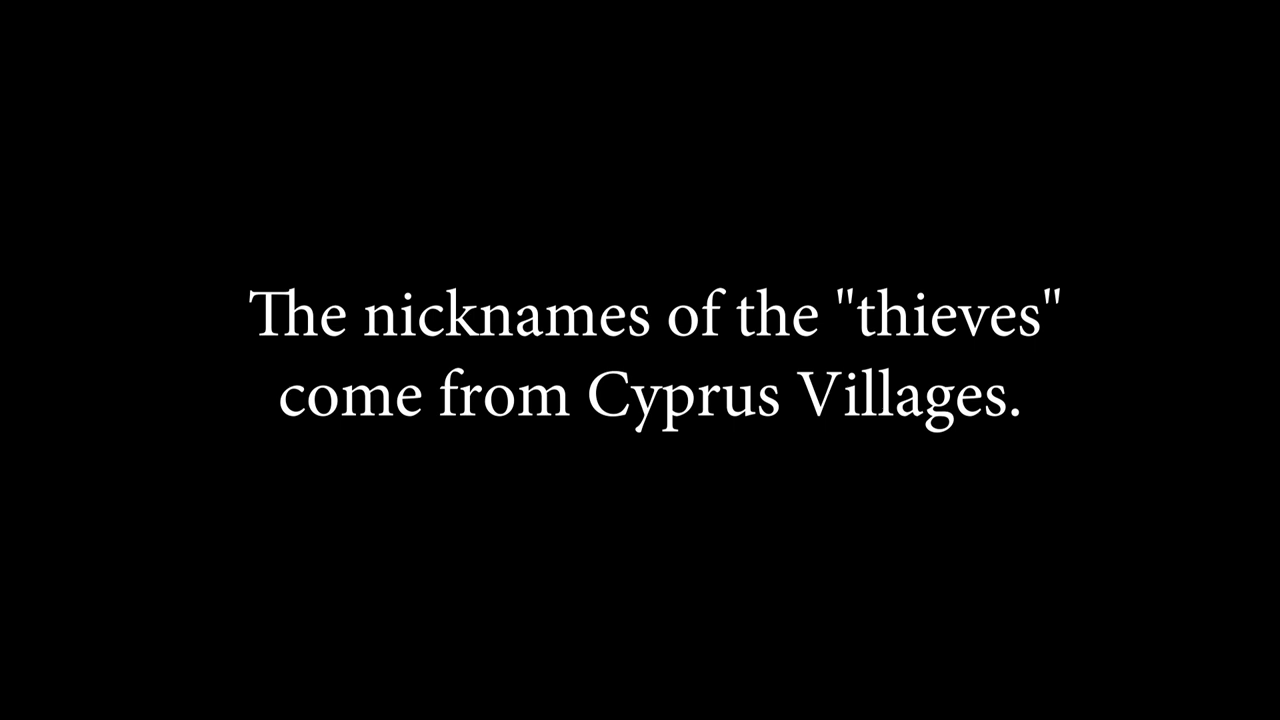 The nicknames of the "thieves"
come from Cyprus Villages.